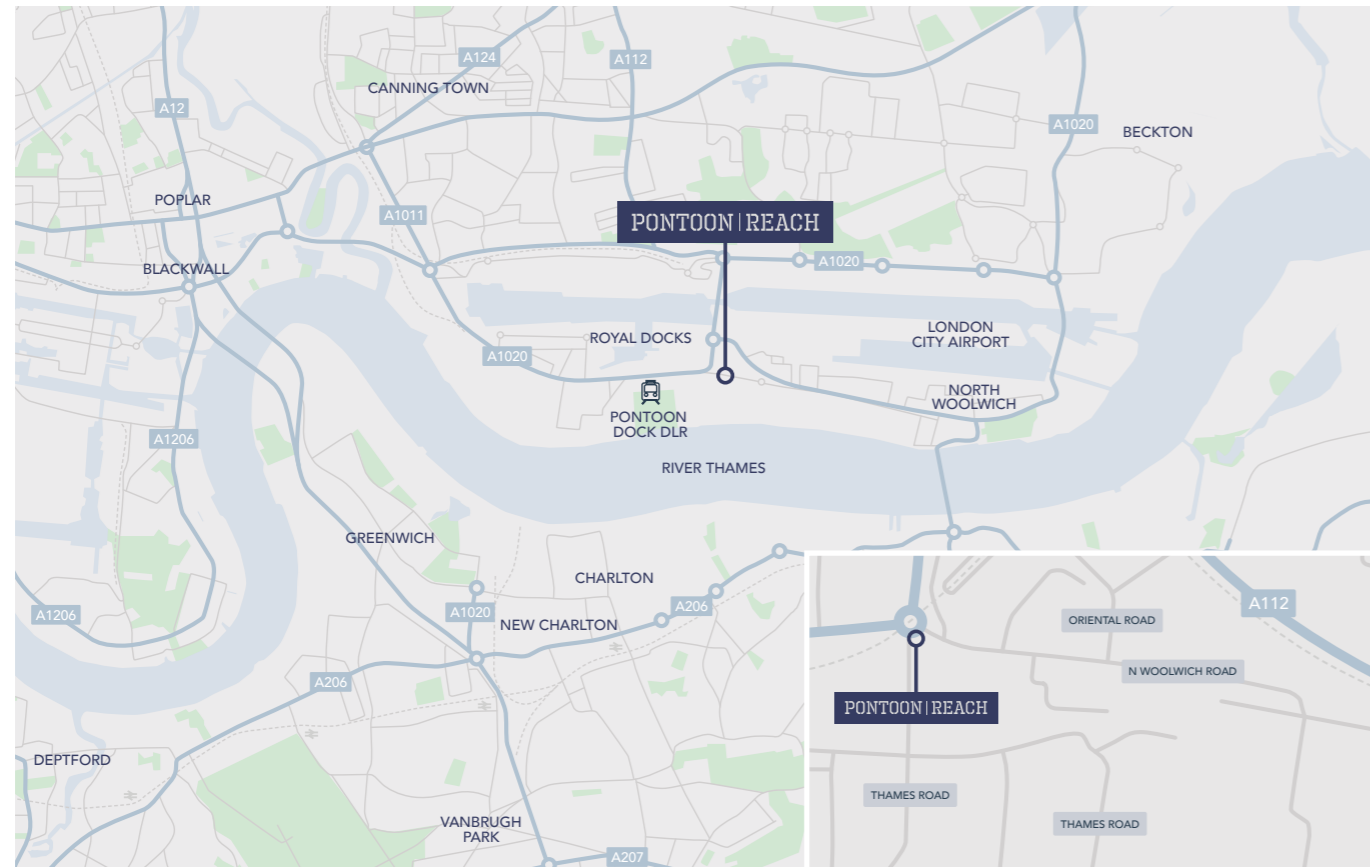 A124
A112
CANNING TOWN
A12
A1020
BECKTON
POPLAR
A1011
PONTOON|REACH
BLACKWALL
A1020
ROYAL DOCKS
LONDON
CITY AIRPORT
A1020
NORTH
WOOLWICH
PONTOON
DOCK DLR
A1206
RIVER THAMES
GREENWICH
CHARLTON
A1206
A1020
A206
NEW CHARLTON
A206
DEPTFORD
VANBRUGH
PARK
A207
A112
ORIENTAL ROAD
N WOOLWICH ROAD
PONTOON|REACH
THAMES ROAD
THAMES ROAD